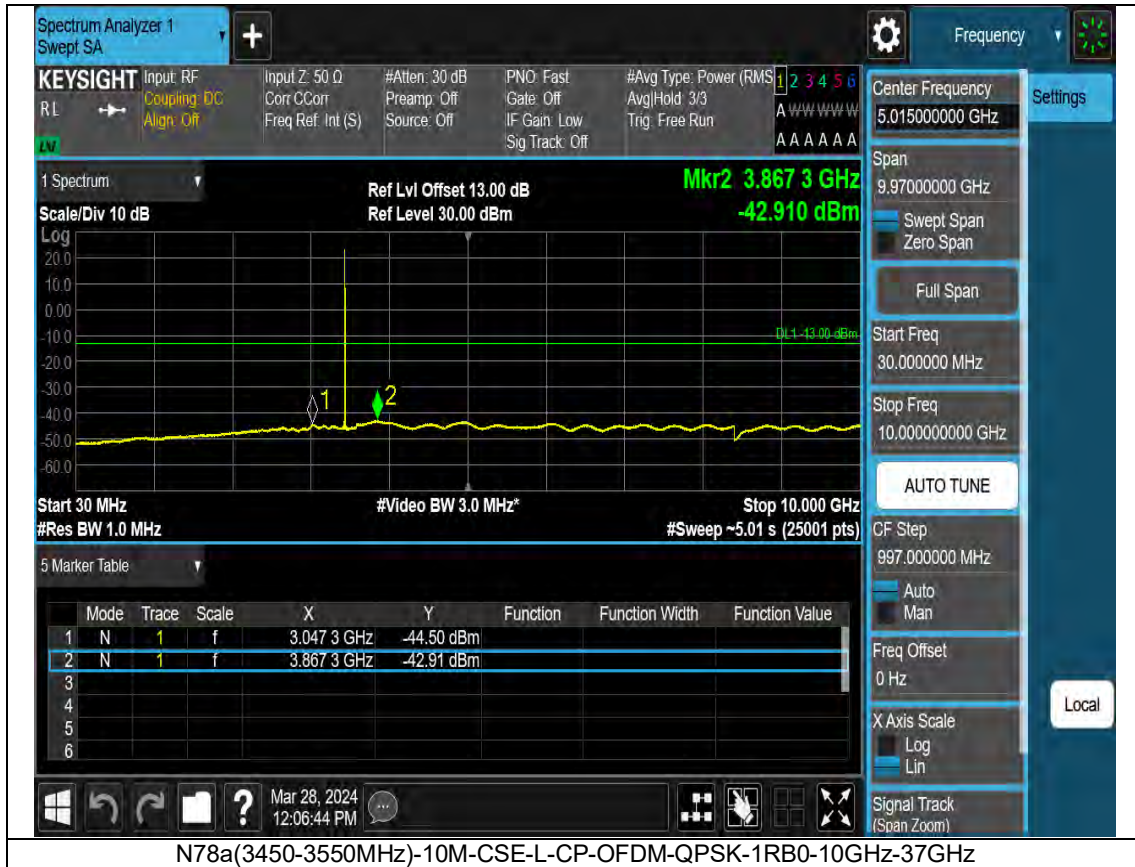 Spectrum Analyzer 1
Swept SA
+
Frequency
KEYSIGHT
RL
LXI
Input: RF
Coupling: DC
Align: Off
Input Z: 50 Ω
Corr CCorr
Freq Ref: Int (S)
#Atten: 30 dB
Preamp: Off
Source: Off
PNO: Fast
Gate: Off
IF Gain: Low
Sig Track: Off
#Avg Type: Power (RMS
Avg|Hold: 3/3
Trig: Free Run
1 2 3 4 5 6
A W W W W W
A A A A A A
Center Frequency
5.015000000 GHz
Settings
1 Spectrum
Ref Lvl Offset 13.00 dB
Mkr2 3.867 3 GHz
Scale/Div 10 dB
Ref Level 30.00 dBm
-42.910 dBm
Log
20.0
10.0
0.00
-10.0
-20.0
-30.0
-40.0
-50.0
-60.0
DL1 -13.00 dBm
1
2
Start 30 MHz
#Video BW 3.0 MHz*
Stop 10.000 GHz
#Res BW 1.0 MHz
#Sweep ~5.01 s (25001 pts)
Span
9.97000000 GHz
Swept Span
Zero Span
Full Span
Start Freq
30.000000 MHz
Stop Freq
10.000000000 GHz
AUTO TUNE
CF Step
997.000000 MHz
Auto
Man
Freq Offset
0 Hz
X Axis Scale
Log
Lin
Signal Track
(Span Zoom)
Local
5 Marker Table
Mode Trace Scale X Y Function Function Width Function Value
1 N 1 f 3.047 3 GHz -44.50 dBm
2 N 1 f 3.867 3 GHz -42.91 dBm
3
4
5
6
?
Mar 28, 2024
12:06:44 PM
N78a(3450-3550MHz)-10M-CSE-L-CP-OFDM-QPSK-1RB0-10GHz-37GHz